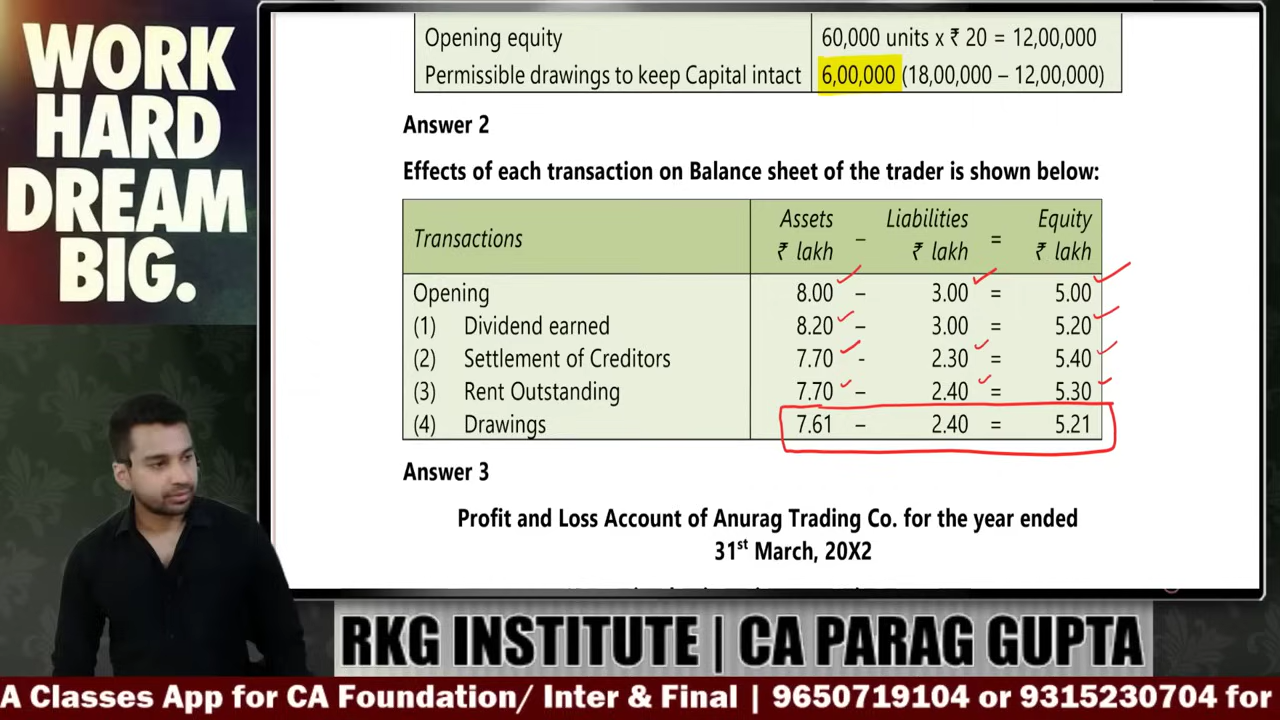 WORK
HARD
DREAM
BIG.
Opening equity 60,000 units x ₹ 20 = 12,00,000
Permissible drawings to keep Capital intact 6,00,000 (18,00,000 – 12,00,000)
Answer 2
Effects of each transaction on Balance sheet of the trader is shown below:
Transactions Assets ₹ lakh – Liabilities ₹ lakh = Equity ₹ lakh
Opening 8.00 – 3.00 = 5.00
(1) Dividend earned 8.20 – 3.00 = 5.20
(2) Settlement of Creditors 7.70 - 2.30 = 5.40
(3) Rent Outstanding 7.70 – 2.40 = 5.30
(4) Drawings 7.61 – 2.40 = 5.21
Answer 3
Profit and Loss Account of Anurag Trading Co. for the year ended
31st March, 20X2
RKG INSTITUTE | CA PARAG GUPTA
A Classes App for CA Foundation/ Inter & Final | 9650719104 or 9315230704 for